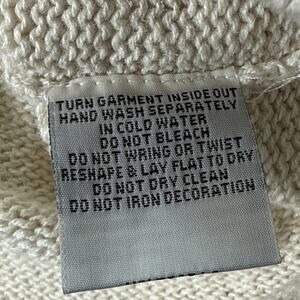 TURN GARMENT INSIDE OUT
HAND WASH SEPARATELY
IN COLD WATER
DO NOT BLEACH
DO NOT WRING OR TWIST
RESHAPE & LAY FLAT TO DRY
DO NOT DRY CLEAN
DO NOT IRON DECORATION